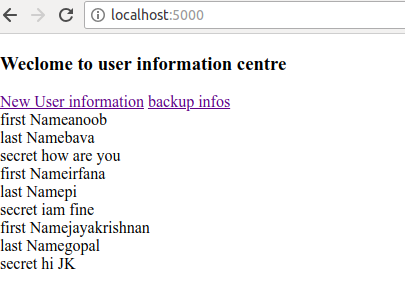 localhost:5000
Weclome to user information centre
New User information backup infos
first Nameanoob
last Namebava
secret how are you
first Nameirfana
last Namepi
secret iam fine
first Namejayakrishnan
last Namegopal
secret hi JK